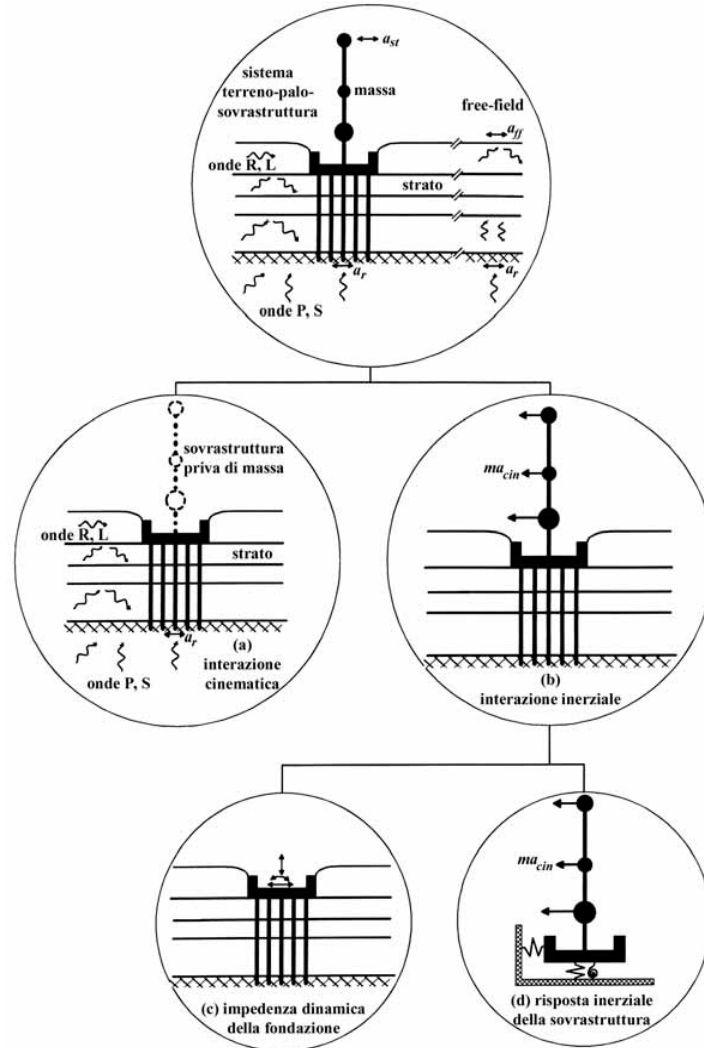 a_st
sistema
terreno-palo-
sovrastruttura
massa
free-field
a_ff
onde R, L
strato
a_r
a_r
onde P, S
sovrastruttura
priva di massa
onde R, L
strato
a_r
(a)
interazione
cinematica
onde P, S
ma_cin
(b)
interazione inerziale
(c) impedenza dinamica
della fondazione
ma_cin
(d) risposta inerziale
della sovrastruttura